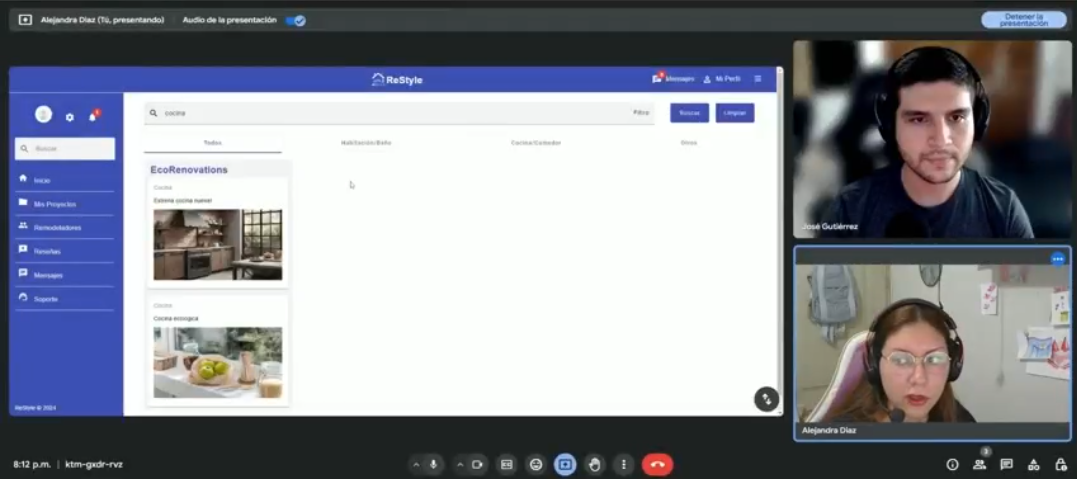 Alejandra Diaz (Tú, presentando)
Audio de la presentación
Detener la
presentación
ReStyle
Mensajes
Mi Perfil
cocina
Filtro
Buscar
Limpiar
Buscar
Todos
Habitación/Baño
Cocina/Comedor
Otros
EcoRenovations
Cocina
Estrena cocina nueva!
Cocina
Cocina ecologica
Inicio
Mis Proyectos
Remodeladores
Reseñas
Mensajes
Soporte
ReStyle © 2024
José Gutiérrez
Alejandra Diaz
8:12 p.m. | ktm-gxdr-rvz
3